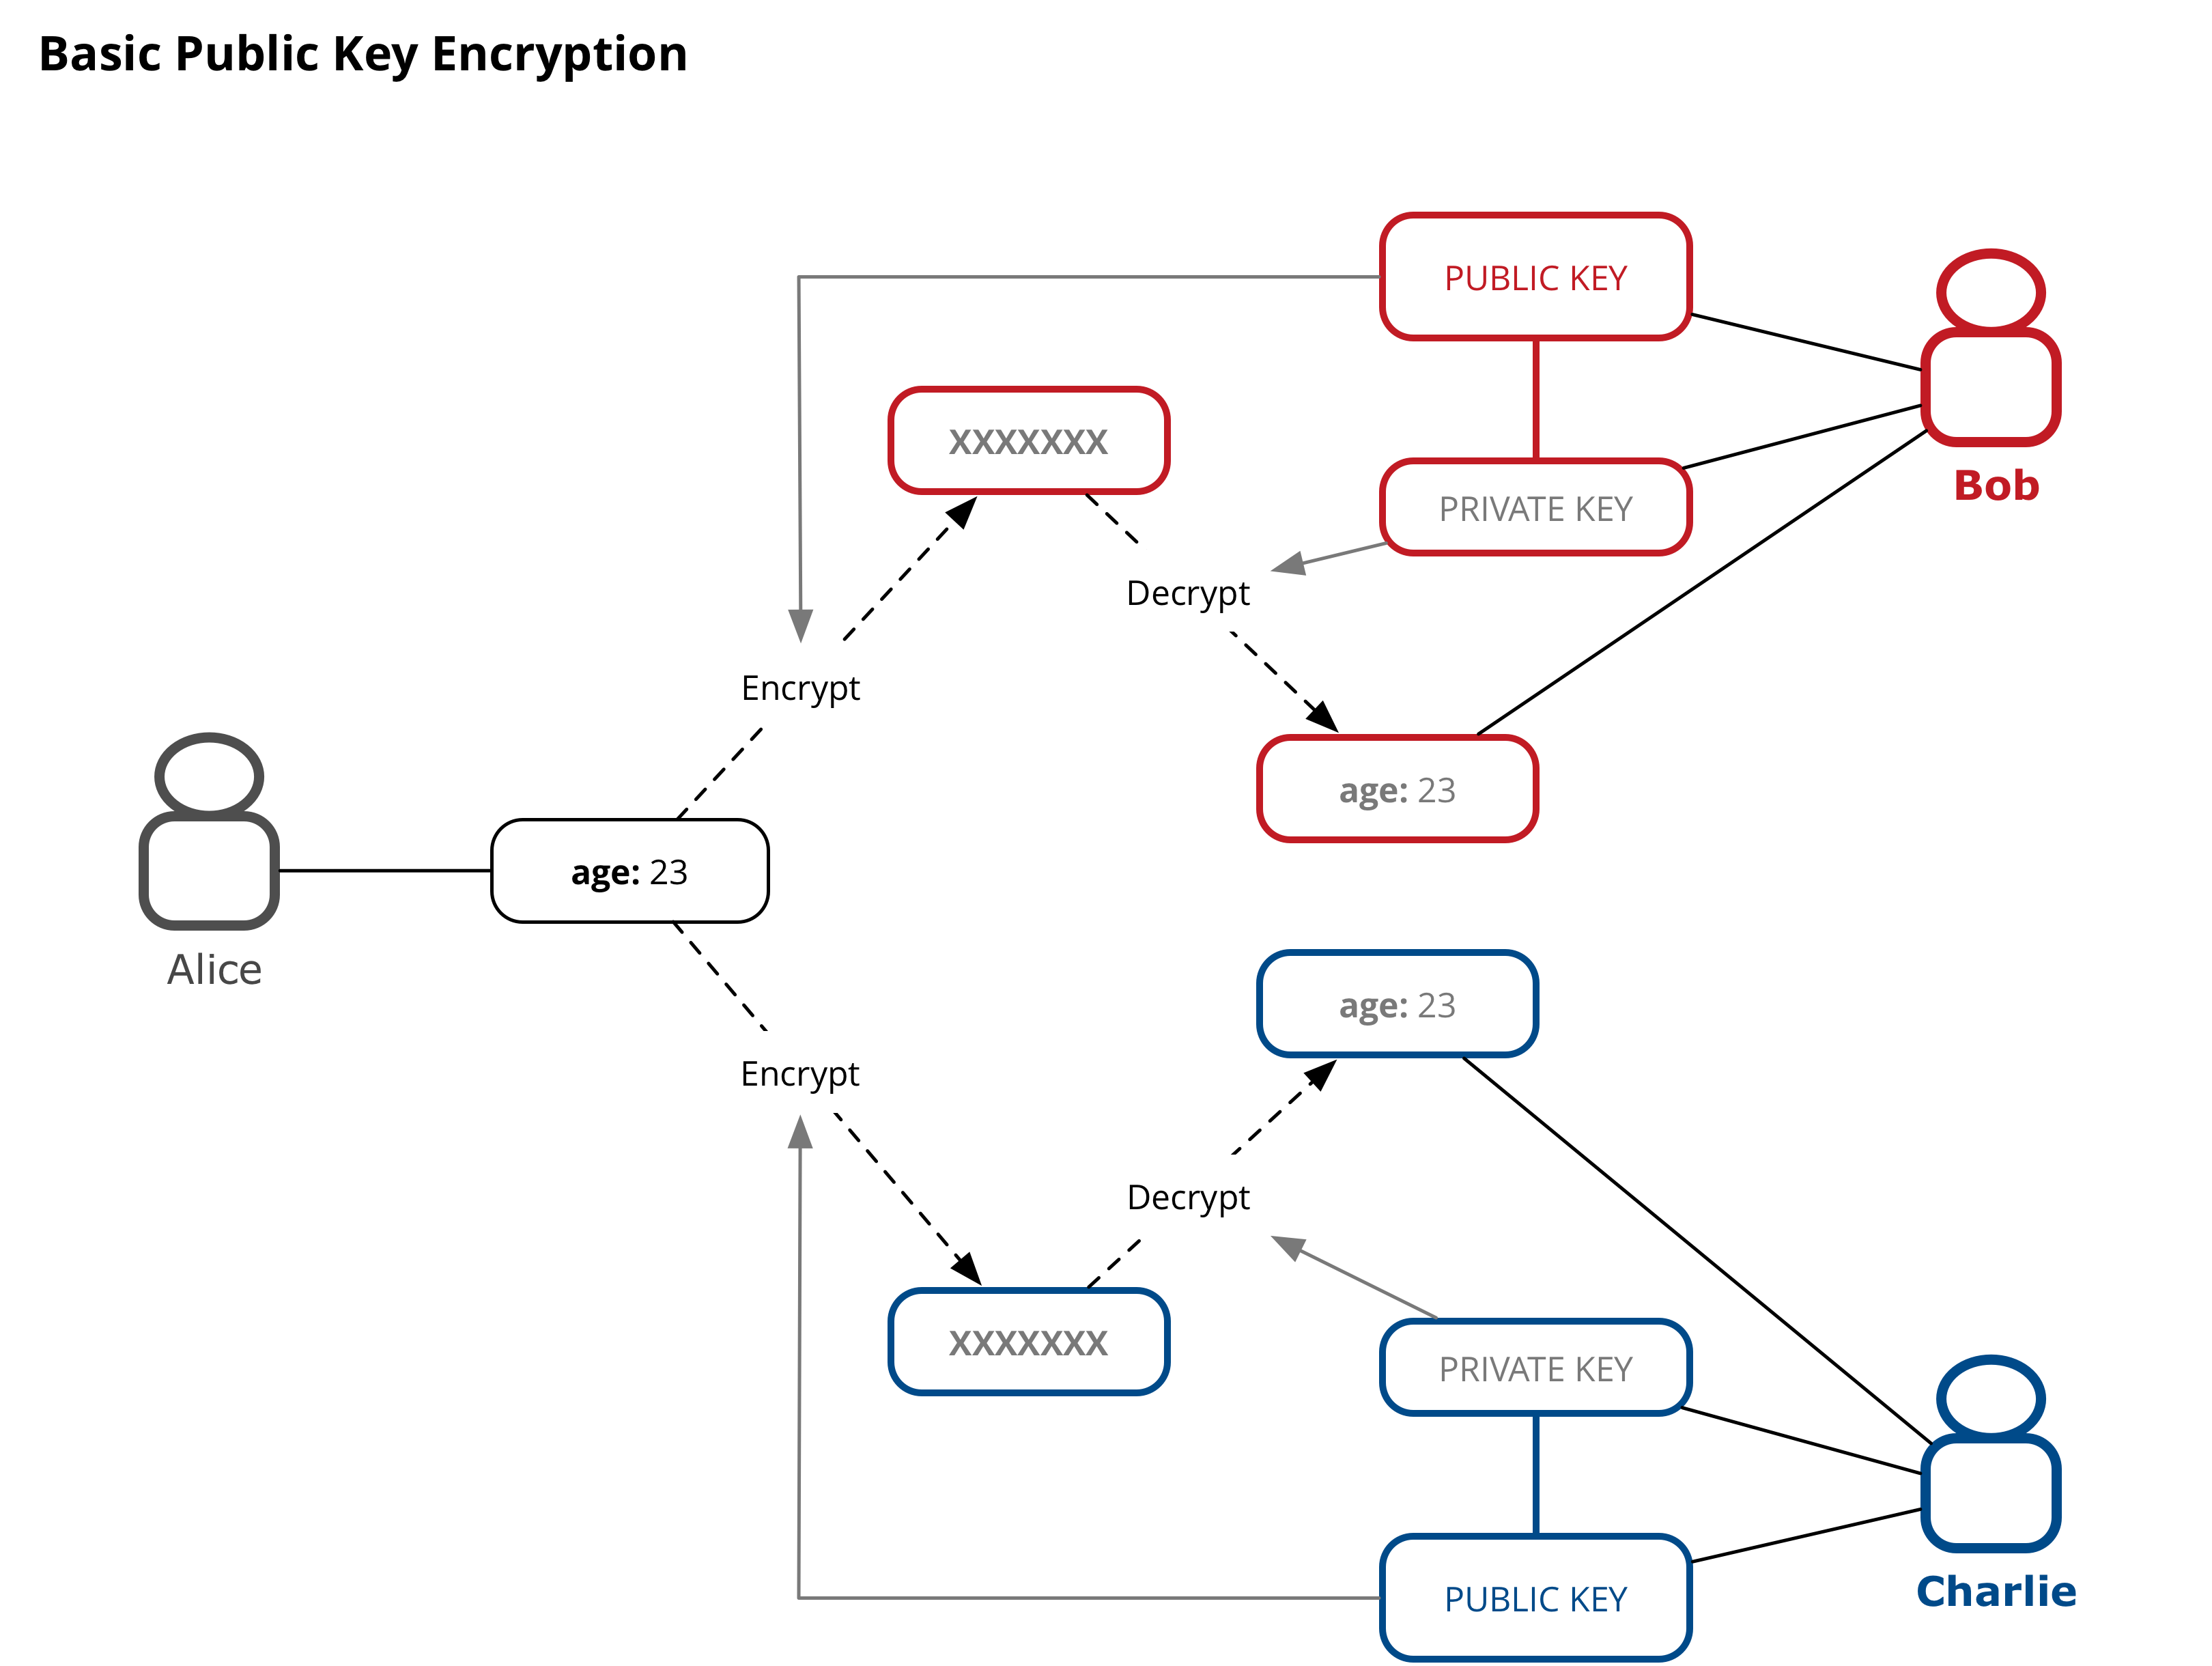 Basic Public Key Encryption
PUBLIC KEY
XXXXXXX
Bob
PRIVATE KEY
Decrypt
Encrypt
age: 23
age: 23
Alice
age: 23
Encrypt
Decrypt
XXXXXXX
PRIVATE KEY
Charlie
PUBLIC KEY